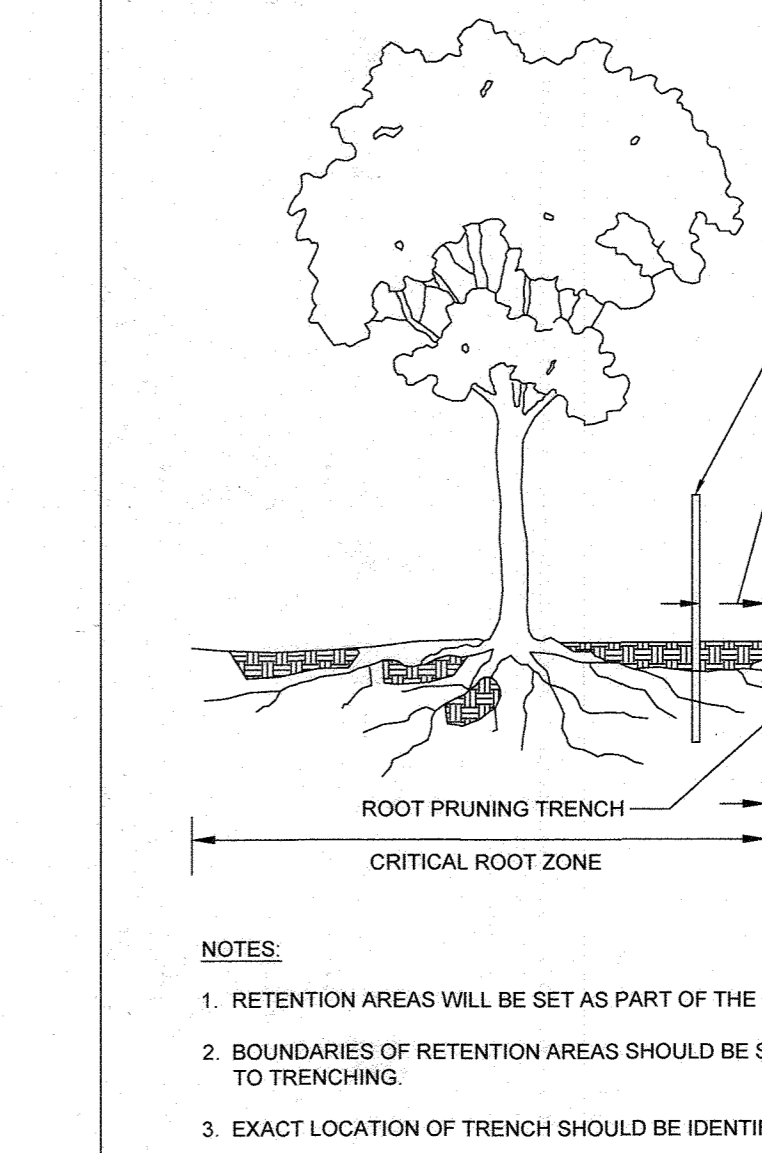 ROOT PRUNING TRENCH
CRITICAL ROOT ZONE
NOTES:
1. RETENTION AREAS WILL BE SET AS PART OF THE
2. BOUNDARIES OF RETENTION AREAS SHOULD BE
TO TRENCHING.
3. EXACT LOCATION OF TRENCH SHOULD BE